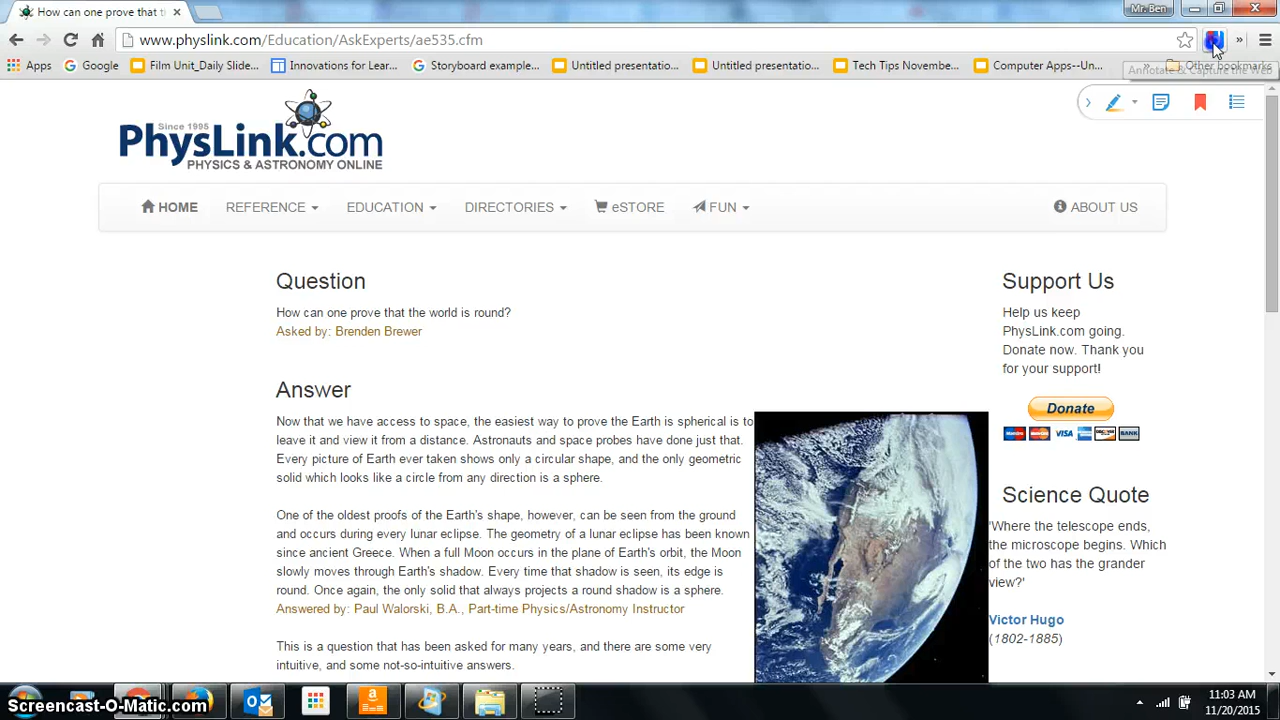 How can one prove that t
Mr. Ben
www.physlink.com/Education/AskExperts/ae535.cfm
Apps
Google
Film Unit_Daily Slide...
Innovations for Lear...
Storyboard example...
Untitled presentatio...
Untitled presentatio...
Tech Tips Novembe...
Computer Apps--Un...
Other bookmarks
Annotate & Capture the Web
Since 1995
PhysLink.com
PHYSICS & ASTRONOMY ONLINE
HOME
REFERENCE
EDUCATION
DIRECTORIES
eSTORE
FUN
ABOUT US
Question
How can one prove that the world is round?
Asked by: Brenden Brewer
Answer
Now that we have access to space, the easiest way to prove the Earth is spherical is to
leave it and view it from a distance. Astronauts and space probes have done just that.
Every picture of Earth ever taken shows only a circular shape, and the only geometric
solid which looks like a circle from any direction is a sphere.
One of the oldest proofs of the Earth's shape, however, can be seen from the ground
and occurs during every lunar eclipse. The geometry of a lunar eclipse has been known
since ancient Greece. When a full Moon occurs in the plane of Earth's orbit, the Moon
slowly moves through Earth's shadow. Every time that shadow is seen, its edge is
round. Once again, the only solid that always projects a round shadow is a sphere.
Answered by: Paul Walorski, B.A., Part-time Physics/Astronomy Instructor
This is a question that has been asked for many years, and there are some very
intuitive, and some not-so-intuitive answers.
Support Us
Help us keep
PhysLink.com going.
Donate now. Thank you
for your support!
Donate
VISA
BANK
Science Quote
'Where the telescope ends,
the microscope begins. Which
of the two has the grander
view?'
Victor Hugo
(1802-1885)
Screencast-O-Matic.com
11:03 AM
11/20/2015